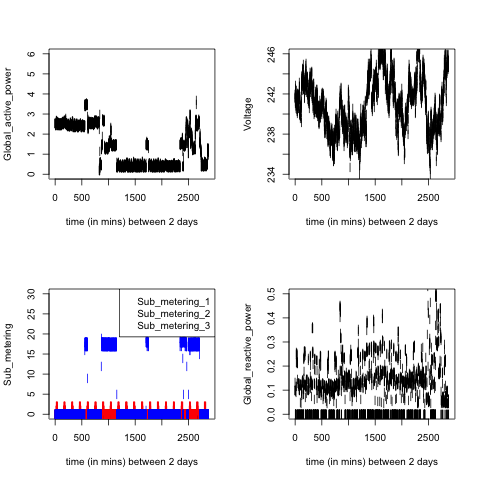 Global_active_power
0 1 2 3 4 5 6
0 500 1500 2500
time (in mins) between 2 days
Voltage
234 238 242 246
0 500 1500 2500
time (in mins) between 2 days
Sub_metering
0 5 10 15 20 25 30
Sub_metering_1
Sub_metering_2
Sub_metering_3
0 500 1500 2500
time (in mins) between 2 days
Global_reactive_power
0.0 0.1 0.2 0.3 0.4 0.5
0 500 1500 2500
time (in mins) between 2 days